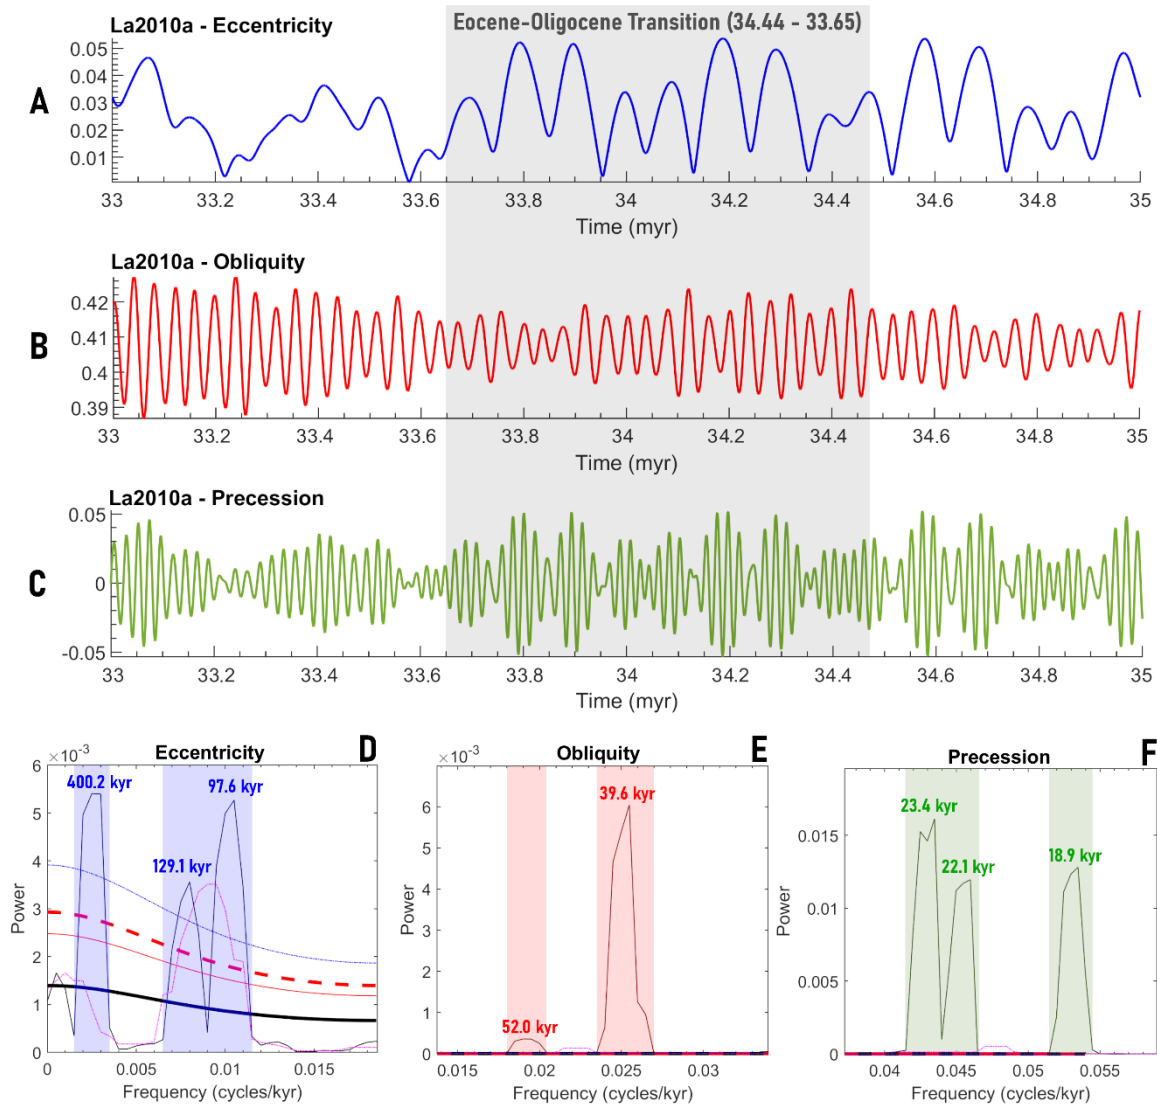 La2010a - Eccentricity
Eocene-Oligocene Transition (34.44 - 33.65)
A
0.05
0.04
0.03
0.02
0.01
33 33.2 33.4 33.6 33.8 34 34.2 34.4 34.6 34.8 35
Time (myr)
La2010a - Obliquity
B
0.42
0.41
0.4
0.39
33 33.2 33.4 33.6 33.8 34 34.2 34.4 34.6 34.8 35
Time (myr)
La2010a - Precession
C
0.05
0
-0.05
33 33.2 33.4 33.6 33.8 34 34.2 34.4 34.6 34.8 35
Time (myr)
×10⁻³
Eccentricity
D
6
5
4
3
2
1
0
Power
400.2 kyr
129.1 kyr
97.6 kyr
0 0.005 0.01 0.015
Frequency (cycles/kyr)
×10⁻³
Obliquity
E
6
5
4
3
2
1
0
Power
52.0 kyr
39.6 kyr
0.015 0.02 0.025 0.03
Frequency (cycles/kyr)
Precession
F
0.015
0.01
0.005
0
Power
23.4 kyr
22.1 kyr
18.9 kyr
0.04 0.045 0.05 0.055
Frequency (cycles/kyr)